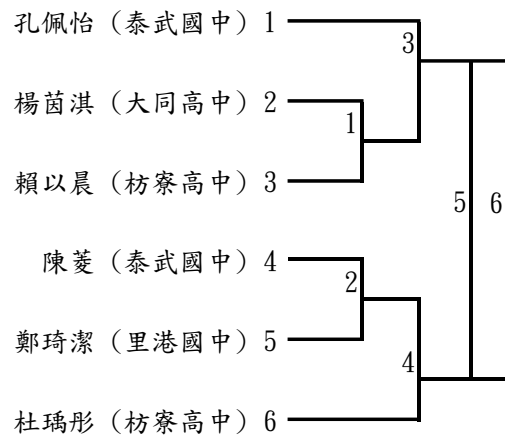 孔佩怡（泰武國中）1
3
楊茵淇（大同高中）2
1
賴以晨（枋寮高中）3
5 6
陳菱（泰武國中）4
2
鄭琦潔（里港國中）5
4
杜瑀彤（枋寮高中）6